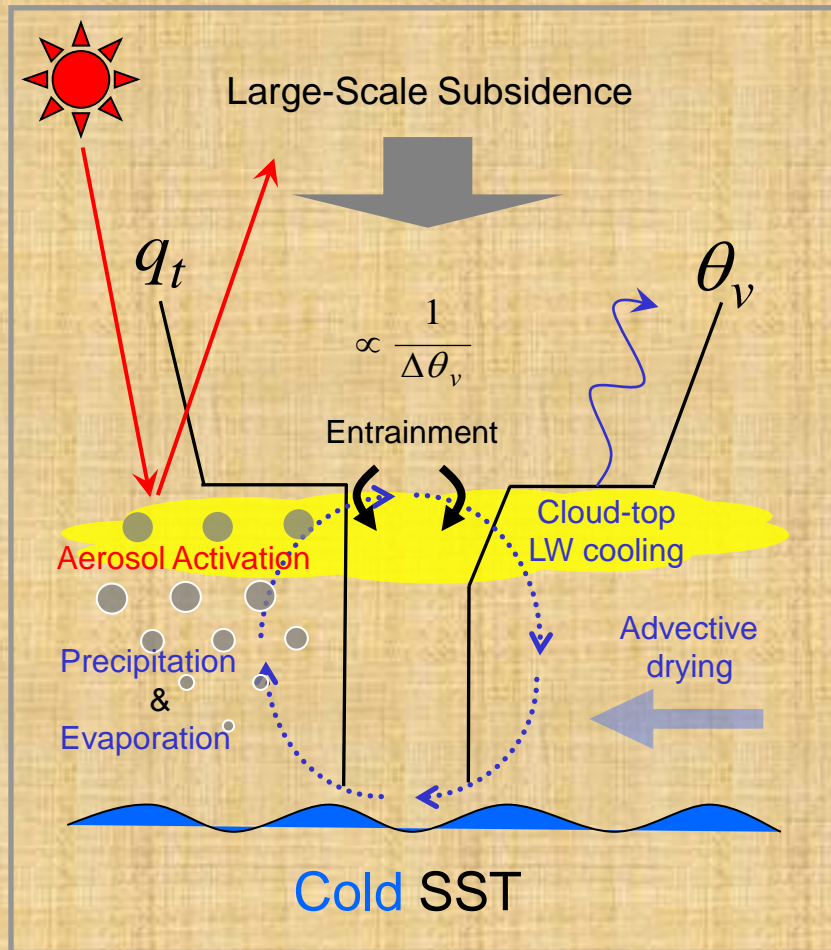 Large-Scale Subsidence
q_t
θ_v
∝ 1/Δθ_v
Entrainment
Cloud-top
LW cooling
Aerosol Activation
Advective
drying
Precipitation
&
Evaporation
Cold SST